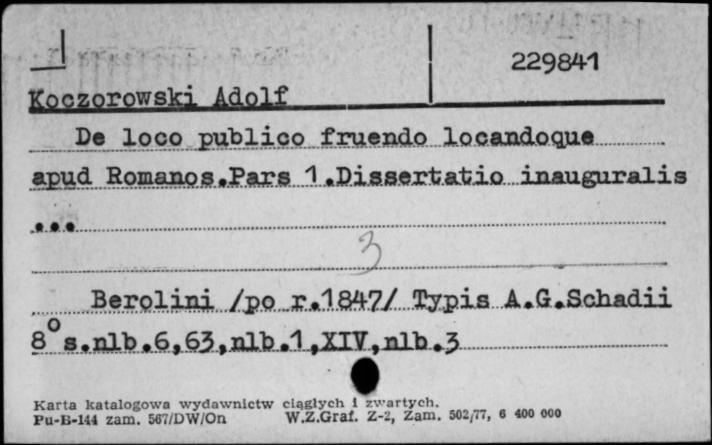 229841
Koczorowski Adolf
De loco publico fruendo locandoque
apud Romanos.Pars 1.Dissertatio inauguralis
...
3
Berolini /po r.1847/ Typis A.G.Schadii
8° s.nlb.6,63,nlb.1,XIV,nlb.3
Karta katalogowa wydawnictw ciągłych i zwartych.
Pu-B-144 zam. 567/DW/On W.Z.Graf. Z-2, Zam. 502/77, 6 400 000